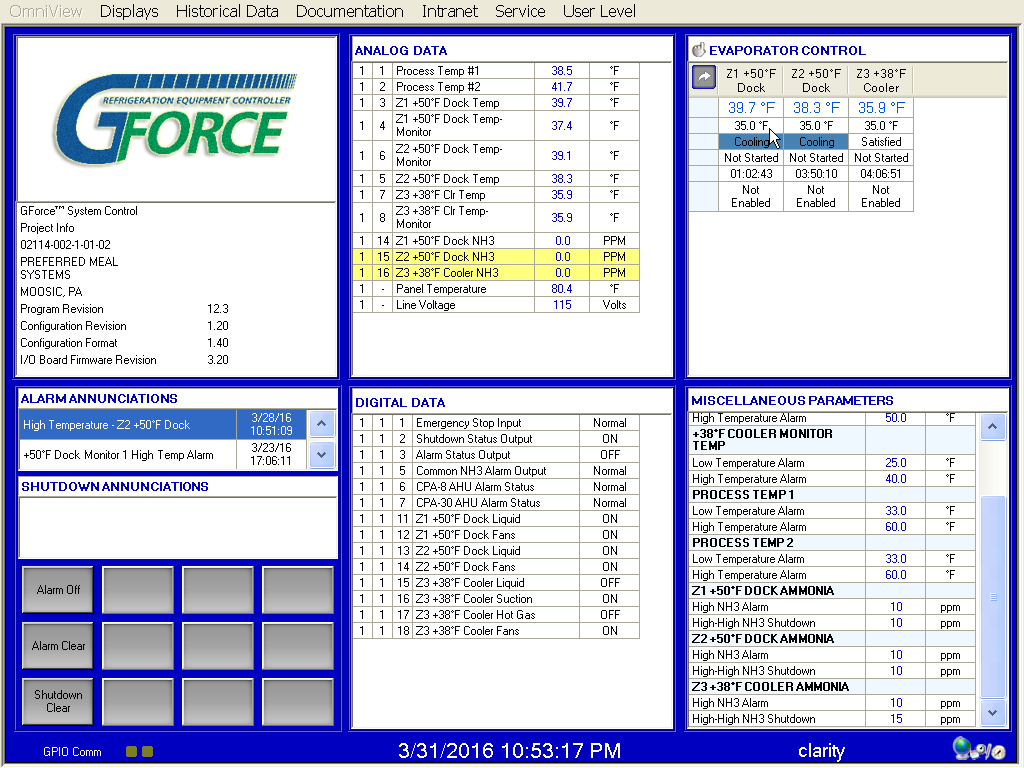 OmniView Displays Historical Data Documentation Intranet Service User Level
REFRIGERATION EQUIPMENT CONTROLLER
GFORCE
GForce™ System Control
Project Info
02114-002-1-01-02
PREFERRED MEAL
SYSTEMS
MOOSIC, PA
Program Revision 12.3
Configuration Revision 1.20
Configuration Format 1.40
I/O Board Firmware Revision 3.20
ANALOG DATA
1 1 Process Temp #1 38.5 °F
1 2 Process Temp #2 41.7 °F
1 3 Z1 +50°F Dock Temp 39.7 °F
1 4 Z1 +50°F Dock Temp-
Monitor 37.4 °F
1 6 Z2 +50°F Dock Temp-
Monitor 39.1 °F
1 5 Z2 +50°F Dock Temp 38.3 °F
1 7 Z3 +38°F Clr Temp 35.9 °F
1 8 Z3 +38°F Clr Temp-
Monitor 35.9 °F
1 14 Z1 +50°F Dock NH3 0.0 PPM
1 15 Z2 +50°F Dock NH3 0.0 PPM
1 16 Z3 +38°F Cooler NH3 0.0 PPM
1 - Panel Temperature 80.4 °F
1 - Line Voltage 115 Volts
EVAPORATOR CONTROL
Z1 +50°F Z2 +50°F Z3 +38°F
Dock Dock Cooler
39.7 °F 38.3 °F 35.9 °F
35.0 °F 35.0 °F 35.0 °F
Cooling Cooling Satisfied
Not Started Not Started Not Started
01:02:43 03:50:10 04:06:51
Not Not Not
Enabled Enabled Enabled
ALARM ANNUNCIATIONS
High Temperature - Z2 +50°F Dock 3/28/16
10:51:09
+50°F Dock Monitor 1 High Temp Alarm 3/23/16
17:06:11
SHUTDOWN ANNUNCIATIONS
Alarm Off
Alarm Clear
Shutdown
Clear
DIGITAL DATA
1 1 1 Emergency Stop Input Normal
1 1 2 Shutdown Status Output ON
1 1 3 Alarm Status Output OFF
1 1 5 Common NH3 Alarm Output Normal
1 1 6 CPA-8 AHU Alarm Status Normal
1 1 7 CPA-30 AHU Alarm Status Normal
1 1 11 Z1 +50°F Dock Liquid ON
1 1 12 Z1 +50°F Dock Fans ON
1 1 13 Z2 +50°F Dock Liquid ON
1 1 14 Z2 +50°F Dock Fans ON
1 1 15 Z3 +38°F Cooler Liquid OFF
1 1 16 Z3 +38°F Cooler Suction ON
1 1 17 Z3 +38°F Cooler Hot Gas OFF
1 1 18 Z3 +38°F Cooler Fans ON
MISCELLANEOUS PARAMETERS
High Temperature Alarm 50.0 °F
+38°F COOLER MONITOR
TEMP
Low Temperature Alarm 25.0 °F
High Temperature Alarm 40.0 °F
PROCESS TEMP 1
Low Temperature Alarm 33.0 °F
High Temperature Alarm 60.0 °F
PROCESS TEMP 2
Low Temperature Alarm 33.0 °F
High Temperature Alarm 60.0 °F
Z1 +50°F DOCK AMMONIA
High NH3 Alarm 10 ppm
High-High NH3 Shutdown 10 ppm
Z2 +50°F DOCK AMMONIA
High NH3 Alarm 10 ppm
High-High NH3 Shutdown 10 ppm
Z3 +38°F COOLER AMMONIA
High NH3 Alarm 10 ppm
High-High NH3 Shutdown 15 ppm
GPIO Comm 3/31/2016 10:53:17 PM clarity